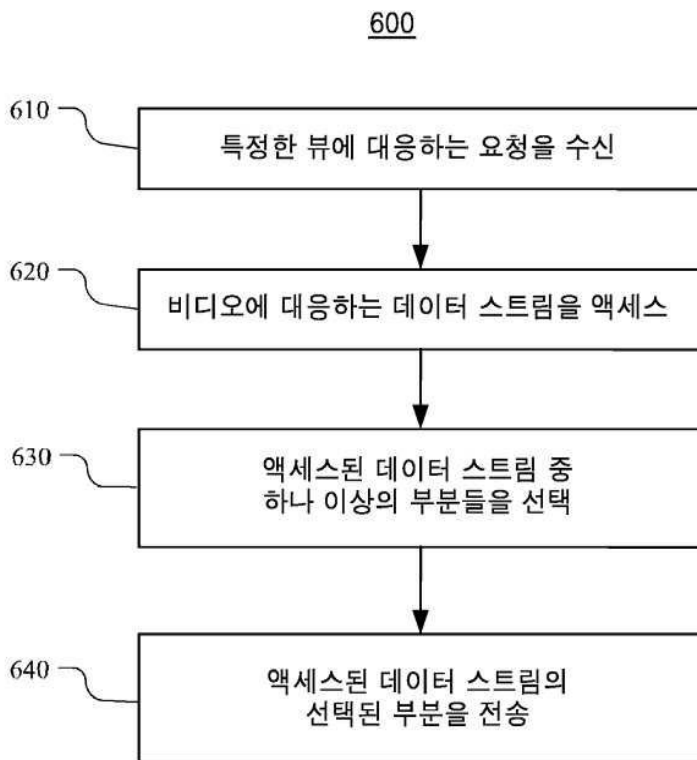 600
610
특정한 뷰에 대응하는 요청을 수신
620
비디오에 대응하는 데이터 스트림을 액세스
630
액세스된 데이터 스트림 중
하나 이상의 부분들을 선택
640
액세스된 데이터 스트림의
선택된 부분을 전송